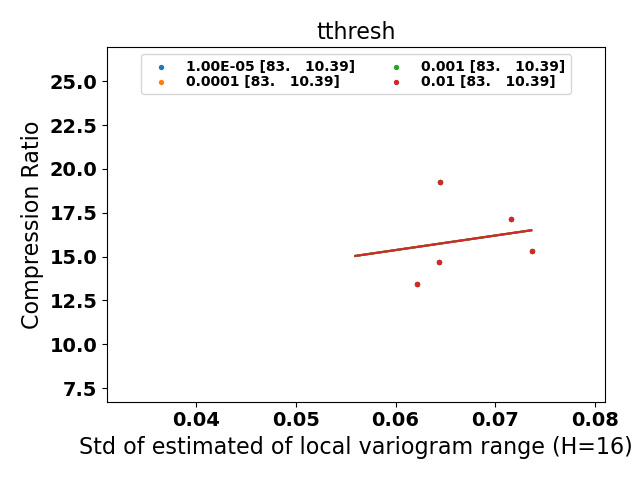 tthresh
1.00E-05 [83.   10.39]
0.0001 [83.   10.39]
0.001 [83.   10.39]
0.01 [83.   10.39]
Compression Ratio
25.0
22.5
20.0
17.5
15.0
12.5
10.0
7.5
0.04 0.05 0.06 0.07 0.08
Std of estimated of local variogram range (H=16)